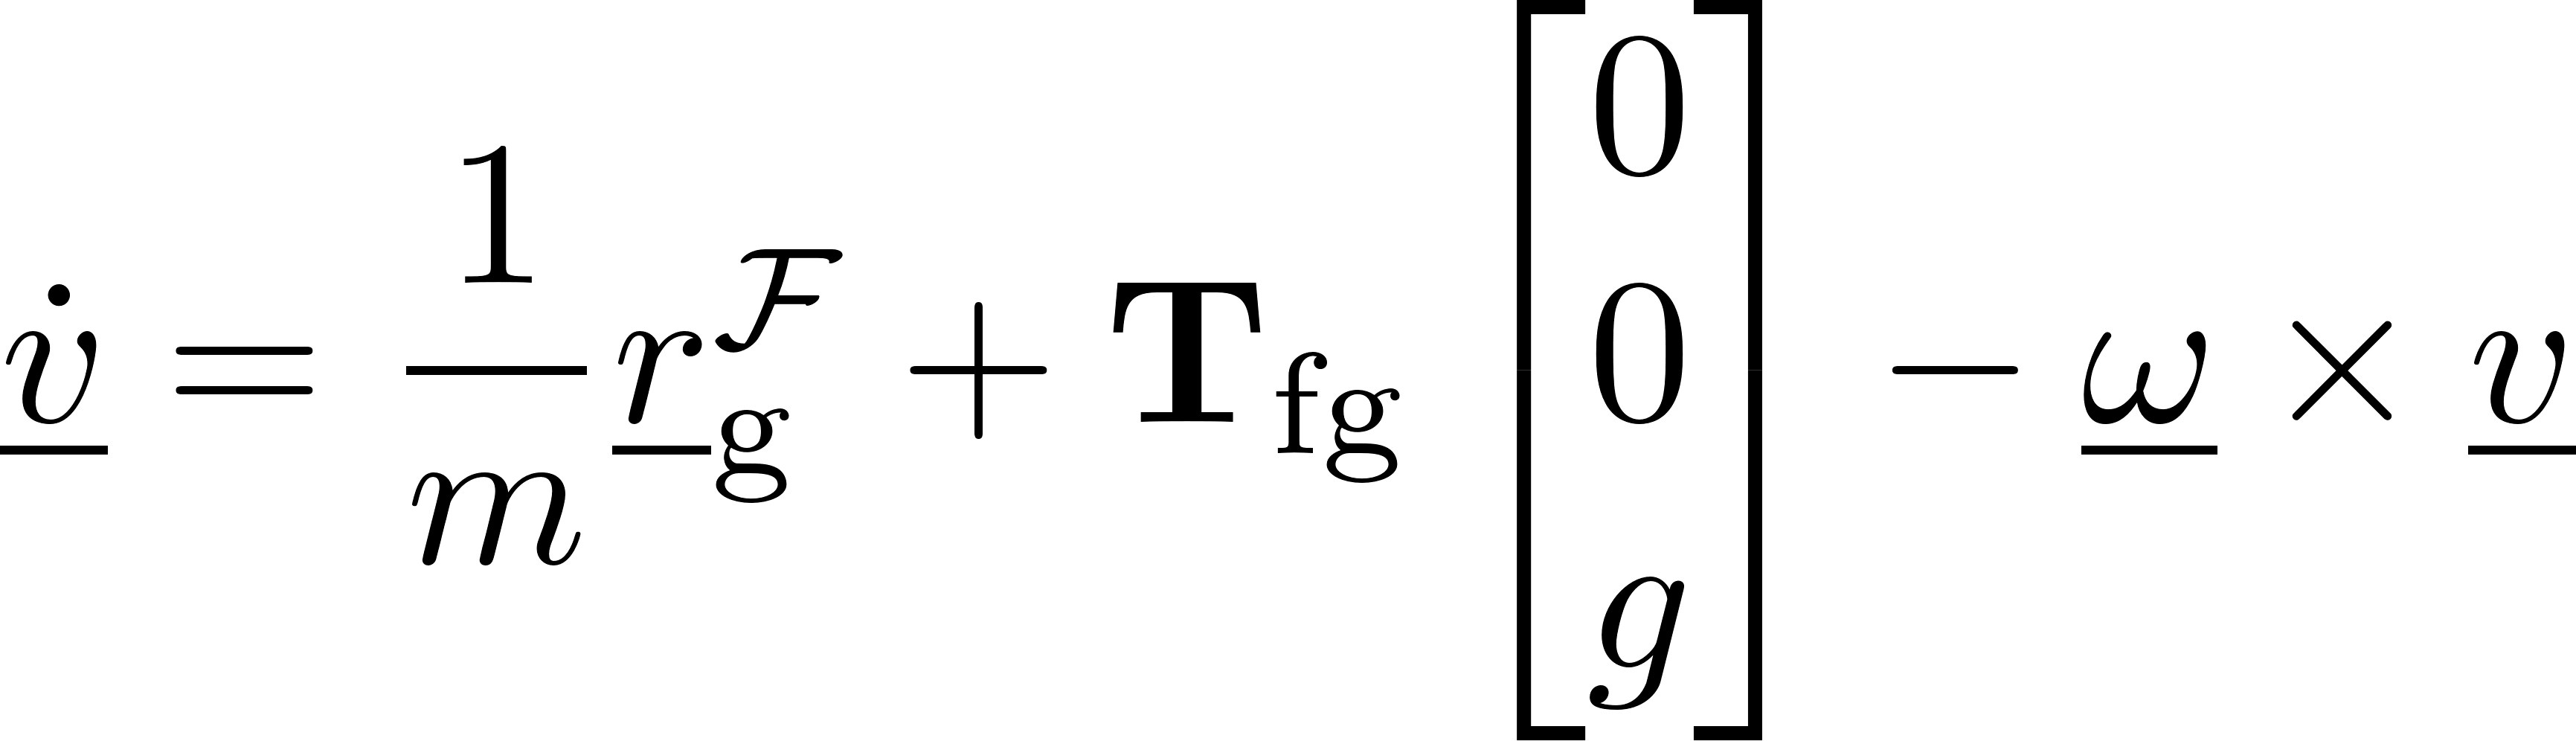 $\underline{\dot{v}} = \frac{1}{m} \underline{r}_{\mathrm{g}}^{\mathcal{F}} + \mathbf{T}_{\mathrm{fg}} \begin{bmatrix} 0 \\ 0 \\ g \end{bmatrix} - \underline{\omega} \times \underline{v}$